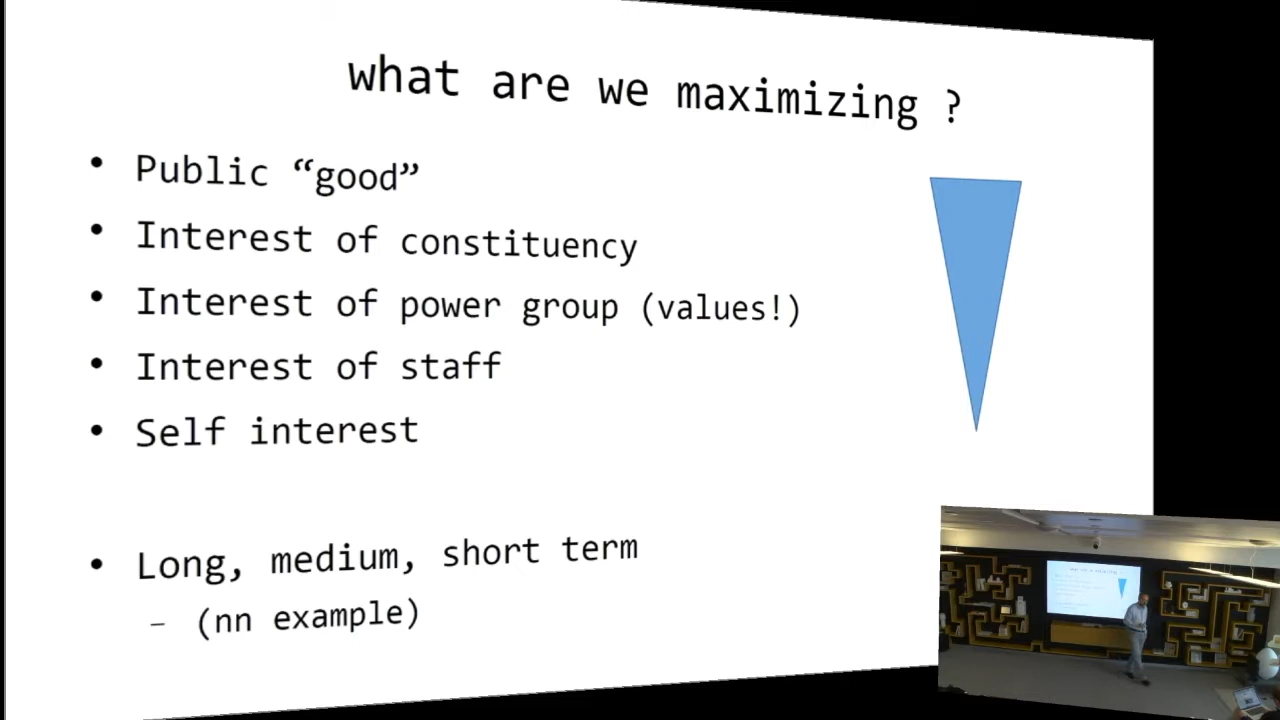 what are we maximizing ?
• Public “good”
• Interest of constituency
• Interest of power group (values!)
• Interest of staff
• Self interest
• Long, medium, short term
– (nn example)